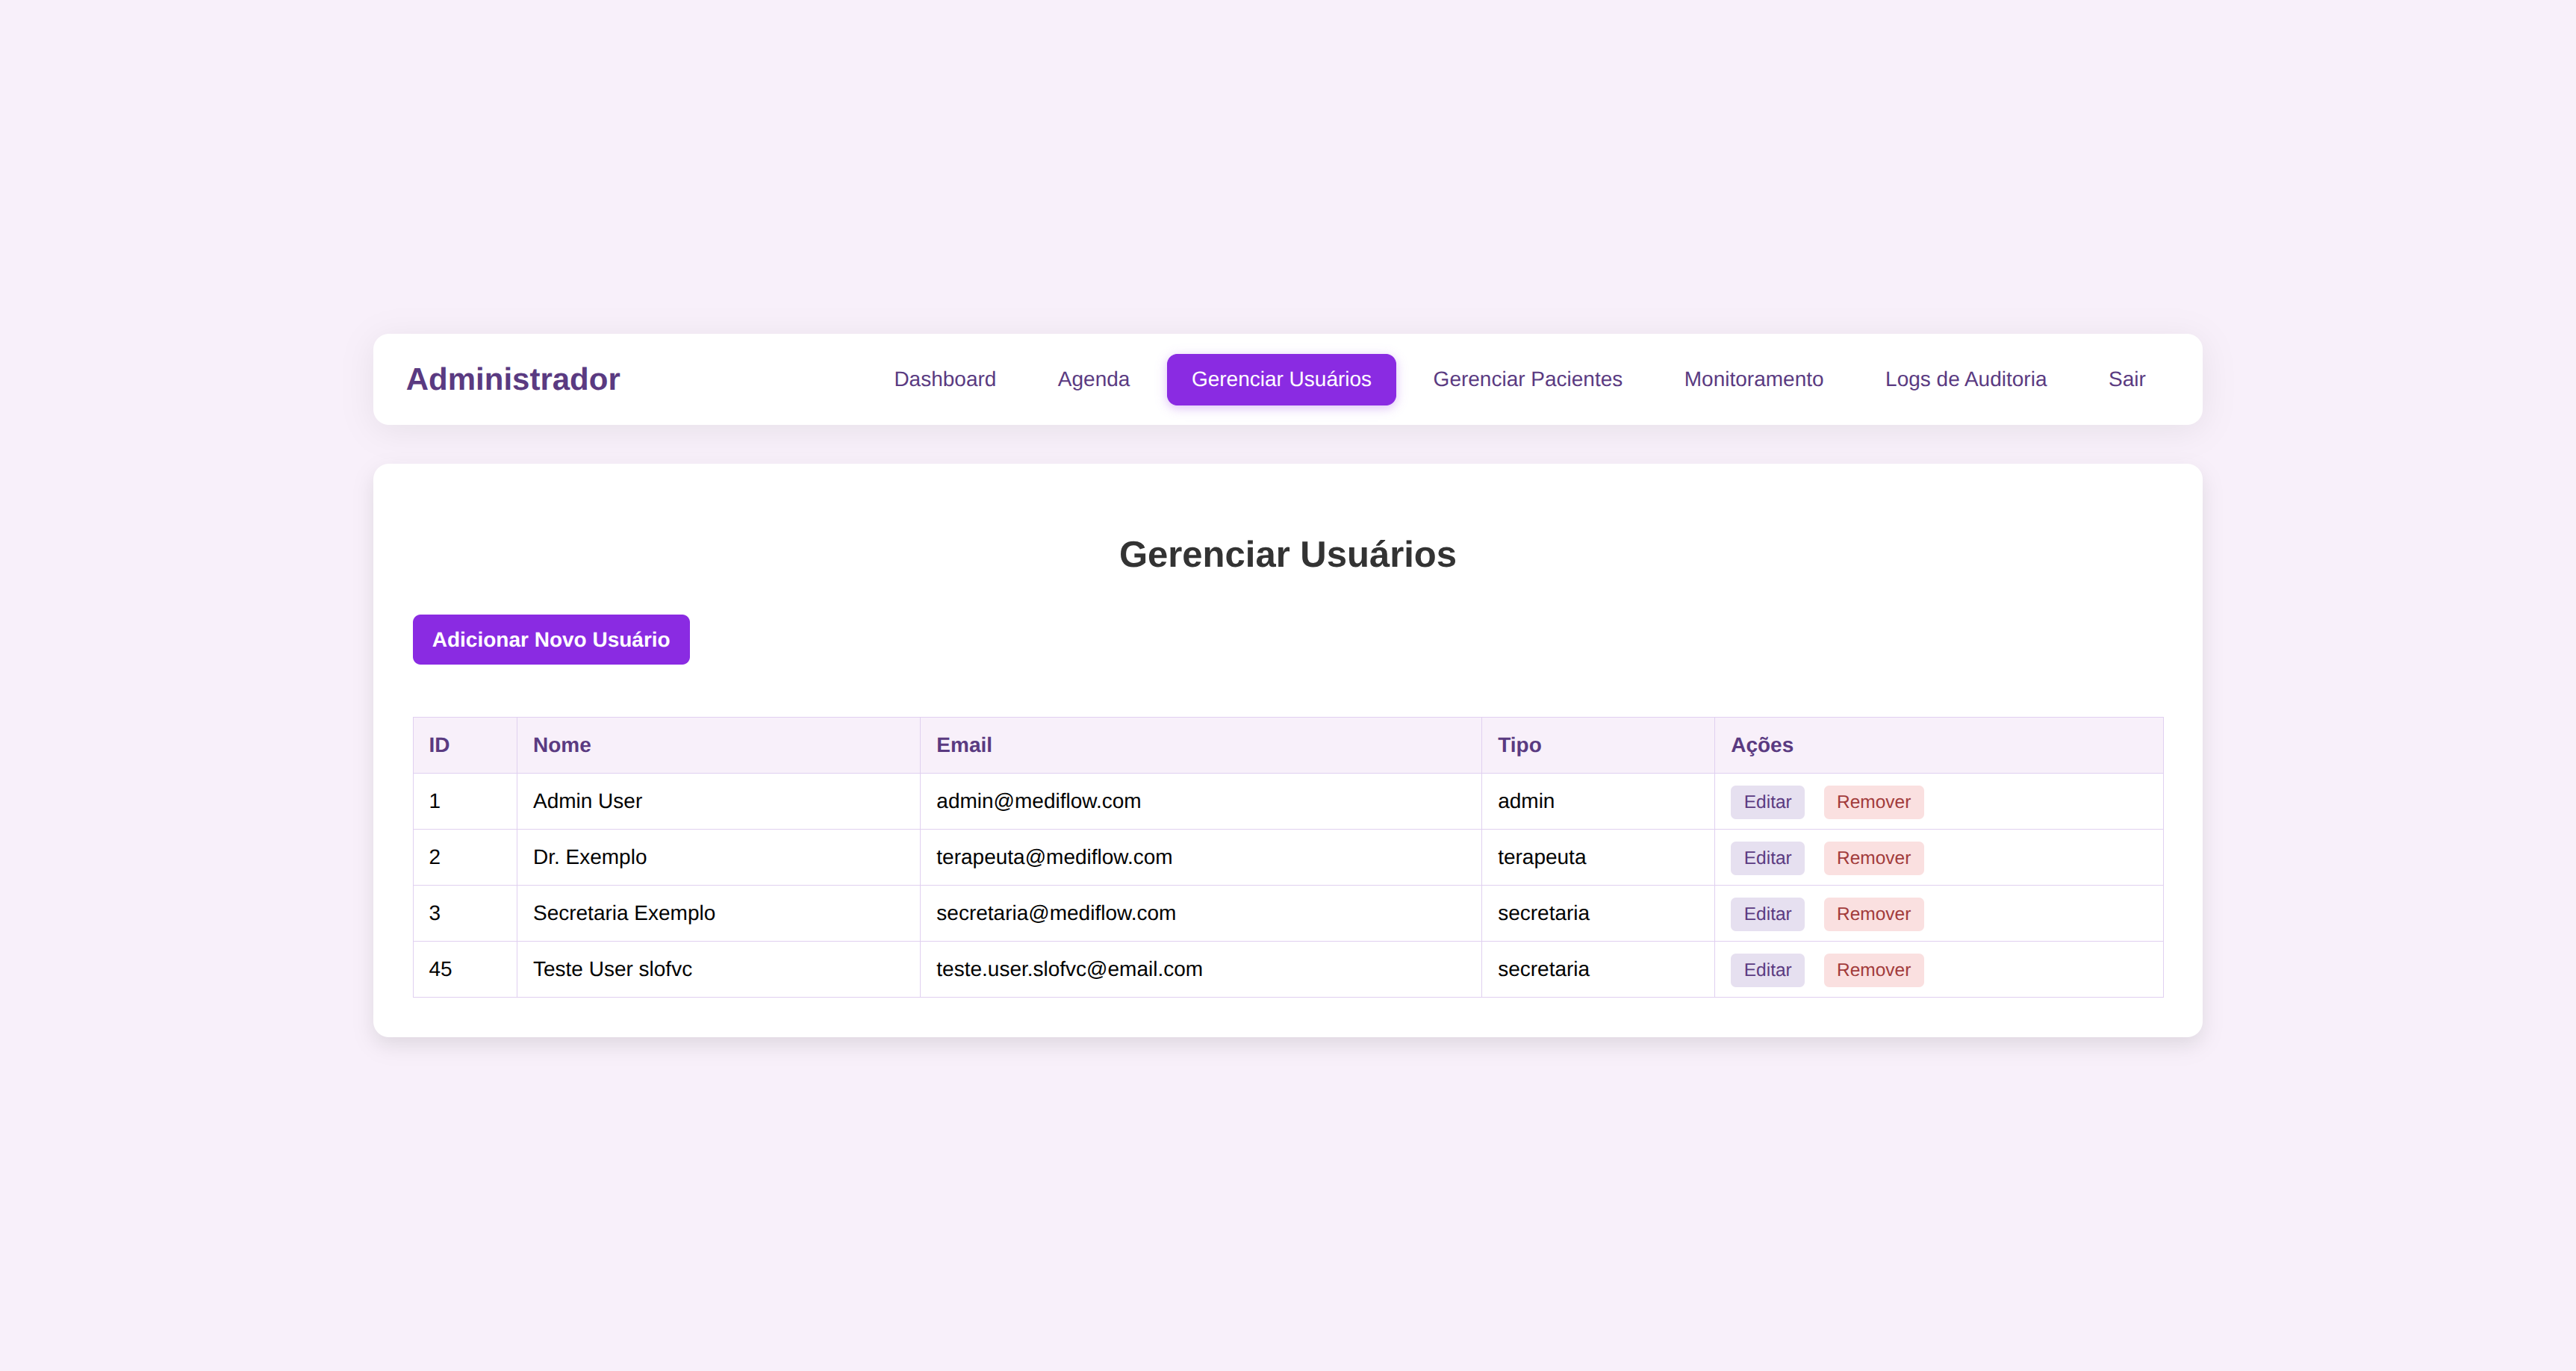 Administrador Dashboard Agenda Gerenciar Usuários Gerenciar Pacientes Monitoramento Logs de Auditoria Sair
Gerenciar Usuários
Adicionar Novo Usuário
ID Nome Email Tipo Ações
1 Admin User admin@mediflow.com admin Editar Remover
2 Dr. Exemplo terapeuta@mediflow.com terapeuta Editar Remover
3 Secretaria Exemplo secretaria@mediflow.com secretaria Editar Remover
45 Teste User slofvc teste.user.slofvc@email.com secretaria Editar Remover